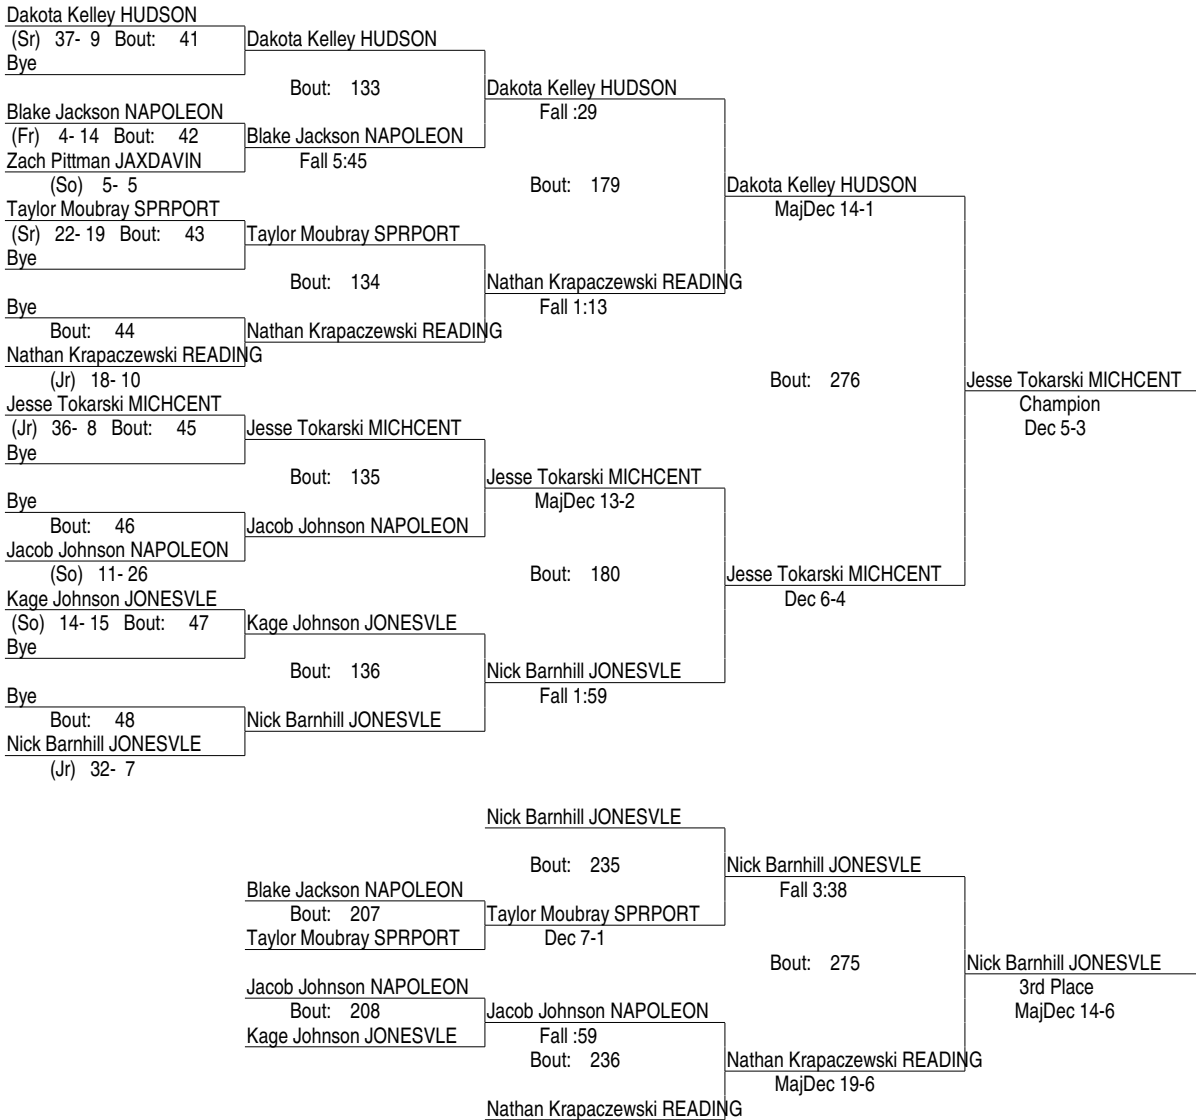 Dakota Kelley HUDSON
(Sr) 37- 9 Bout: 41 Dakota Kelley HUDSON
Bye
Bout: 133 Dakota Kelley HUDSON
Blake Jackson NAPOLEON Fall :29
(Fr) 4- 14 Bout: 42 Blake Jackson NAPOLEON
Zach Pittman JAXDAVIN Fall 5:45
(So) 5- 5 Bout: 179 Dakota Kelley HUDSON
Taylor Moubray SPRPORT MajDec 14-1
(Sr) 22- 19 Bout: 43 Taylor Moubray SPRPORT
Bye
Bout: 134 Nathan Krapaczewski READING
Bye Fall 1:13
Bout: 44 Nathan Krapaczewski READING
Nathan Krapaczewski READING
(Jr) 18- 10 Bout: 276 Jesse Tokarski MICHCENT
Jesse Tokarski MICHCENT Champion
(Jr) 36- 8 Bout: 45 Jesse Tokarski MICHCENT Dec 5-3
Bye
Bout: 135 Jesse Tokarski MICHCENT
Bye MajDec 13-2
Bout: 46 Jacob Johnson NAPOLEON
Jacob Johnson NAPOLEON
(So) 11- 26 Bout: 180 Jesse Tokarski MICHCENT
Kage Johnson JONESVLE Dec 6-4
(So) 14- 15 Bout: 47 Kage Johnson JONESVLE
Bye
Bout: 136 Nick Barnhill JONESVLE
Bye Fall 1:59
Bout: 48 Nick Barnhill JONESVLE
Nick Barnhill JONESVLE
(Jr) 32- 7
Nick Barnhill JONESVLE
Bout: 235 Nick Barnhill JONESVLE
Blake Jackson NAPOLEON Fall 3:38
Bout: 207 Taylor Moubray SPRPORT
Taylor Moubray SPRPORT Dec 7-1
Bout: 275 Nick Barnhill JONESVLE
Jacob Johnson NAPOLEON 3rd Place
Bout: 208 Jacob Johnson NAPOLEON MajDec 14-6
Kage Johnson JONESVLE Fall :59
Bout: 236 Nathan Krapaczewski READING
MajDec 19-6
Nathan Krapaczewski READING